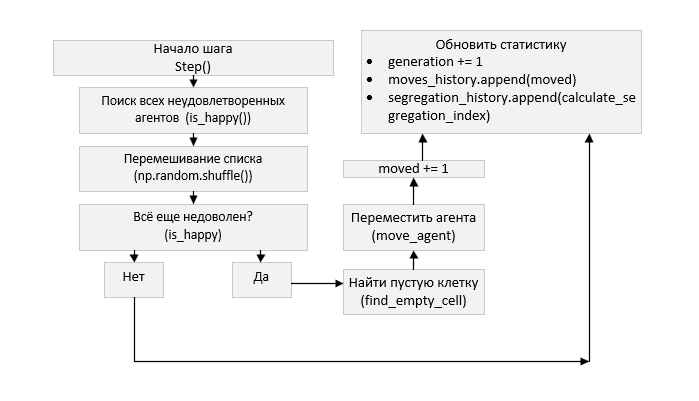 Начало шага
Step()
Поиск всех неудовлетворенных
агентов (is_happy())
Перемешивание списка
(np.random.shuffle())
Всё еще недоволен?
(is_happy)
Нет
Да
Найти пустую клетку
(find_empty_cell)
Переместить агента
(move_agent)
moved += 1
Обновить статистику
• generation += 1
• moves_history.append(moved)
• segregation_history.append(calculate_se
gregation_index)